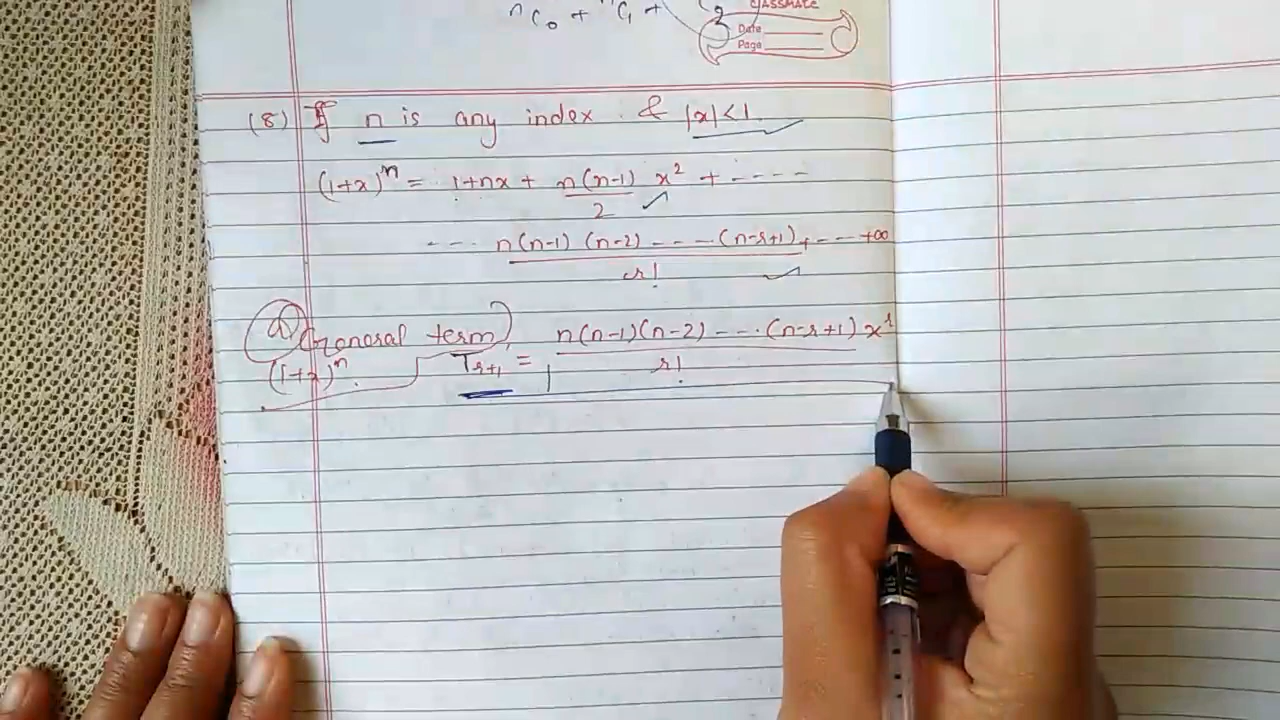 ⁿC₀ + ⁿC₁ +
CLASSMATE
Date
Page
(8) If n is any index & |x|<1
(1+x)ⁿ = 1+nx + n(n-1)/2 x² + ----
--- n(n-1)(n-2)----(n-r+1)/r! + --- +∞
a) General term, (1+x)ⁿ.
Tᵣ₊₁ = n(n-1)(n-2)----(n-r+1)/r! xʳ